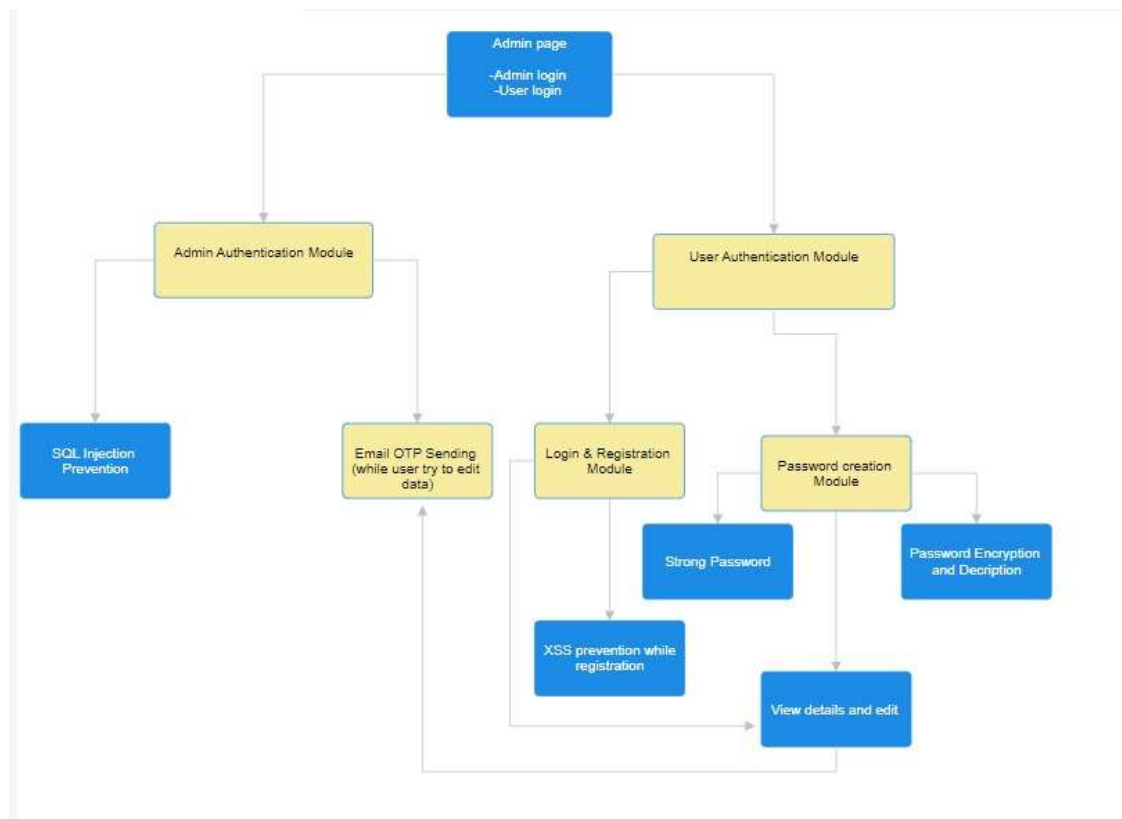 Admin page
-Admin login
-User login
Admin Authentication Module
User Authentication Module
SQL Injection
Prevention
Email OTP Sending
(while user try to edit
data)
Login & Registration
Module
Password creation
Module
Strong Password
Password Encryption
and Decription
XSS prevention while
registration
View details and edit